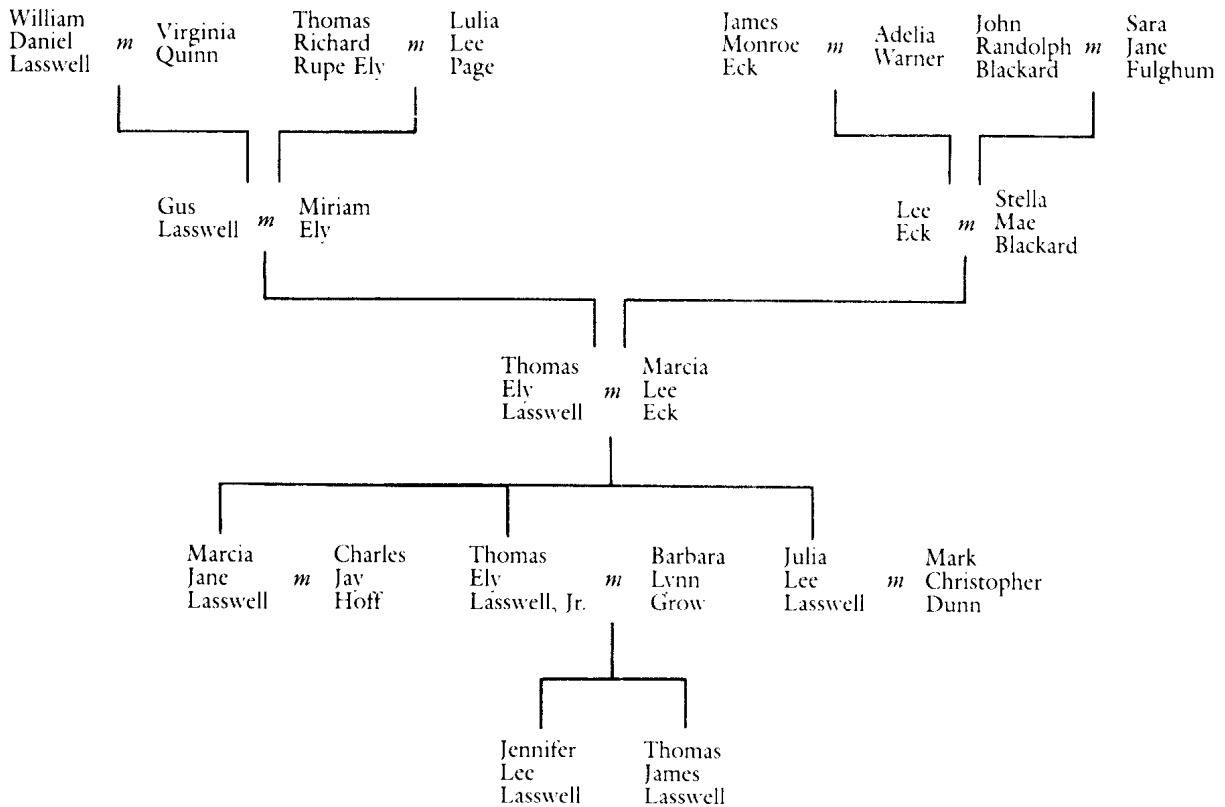 William
Daniel
Lasswell
m
Virginia
Quinn
Thomas
Richard
Rupe Ely
m
Lulia
Lee
Page
James
Monroe
Eck
m
Adelia
Warner
John
Randolph
Blackard
m
Sara
Jane
Fulghum
Gus
Lasswell
m
Miriam
Ely
Lee
Eck
m
Stella
Mae
Blackard
Thomas
Ely
Lasswell
m
Marcia
Lee
Eck
Marcia
Jane
Lasswell
m
Charles
Jay
Hoff
Thomas
Ely
Lasswell, Jr.
m
Barbara
Lynn
Grow
Julia
Lee
Lasswell
m
Mark
Christopher
Dunn
Jennifer
Lee
Lasswell
Thomas
James
Lasswell